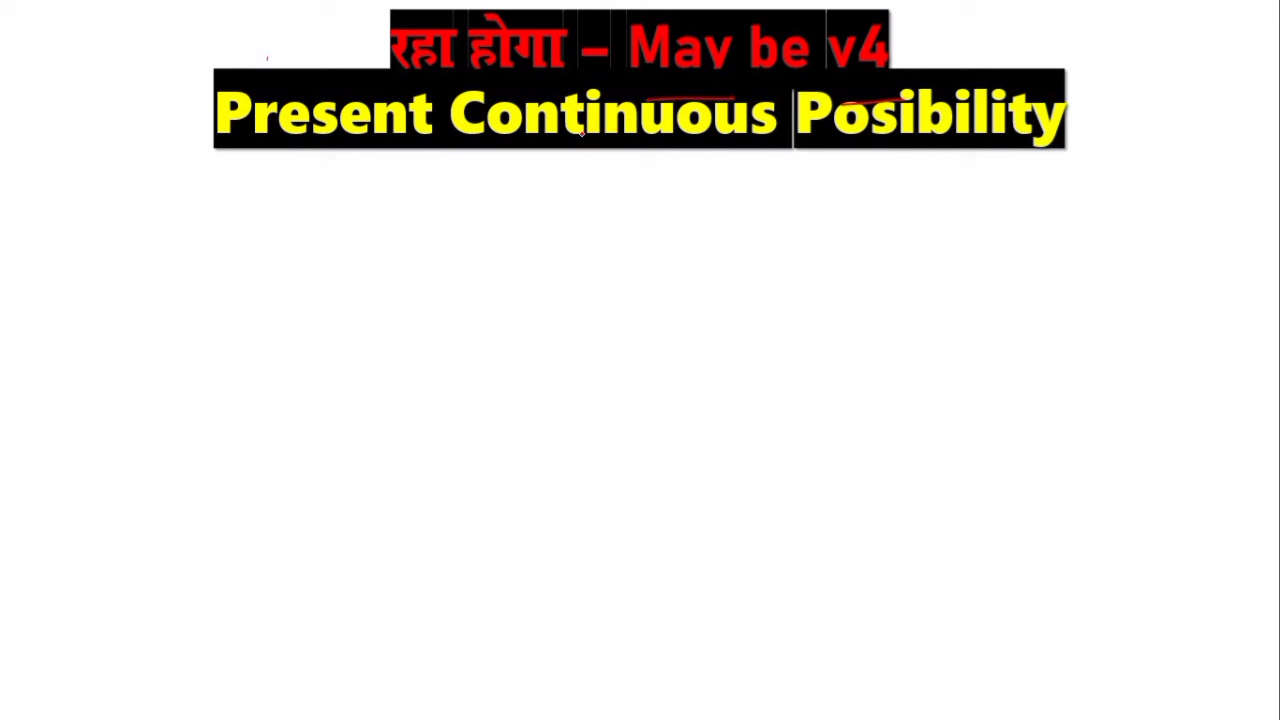 रहा होगा – May be v4
Present Continuous Posibility